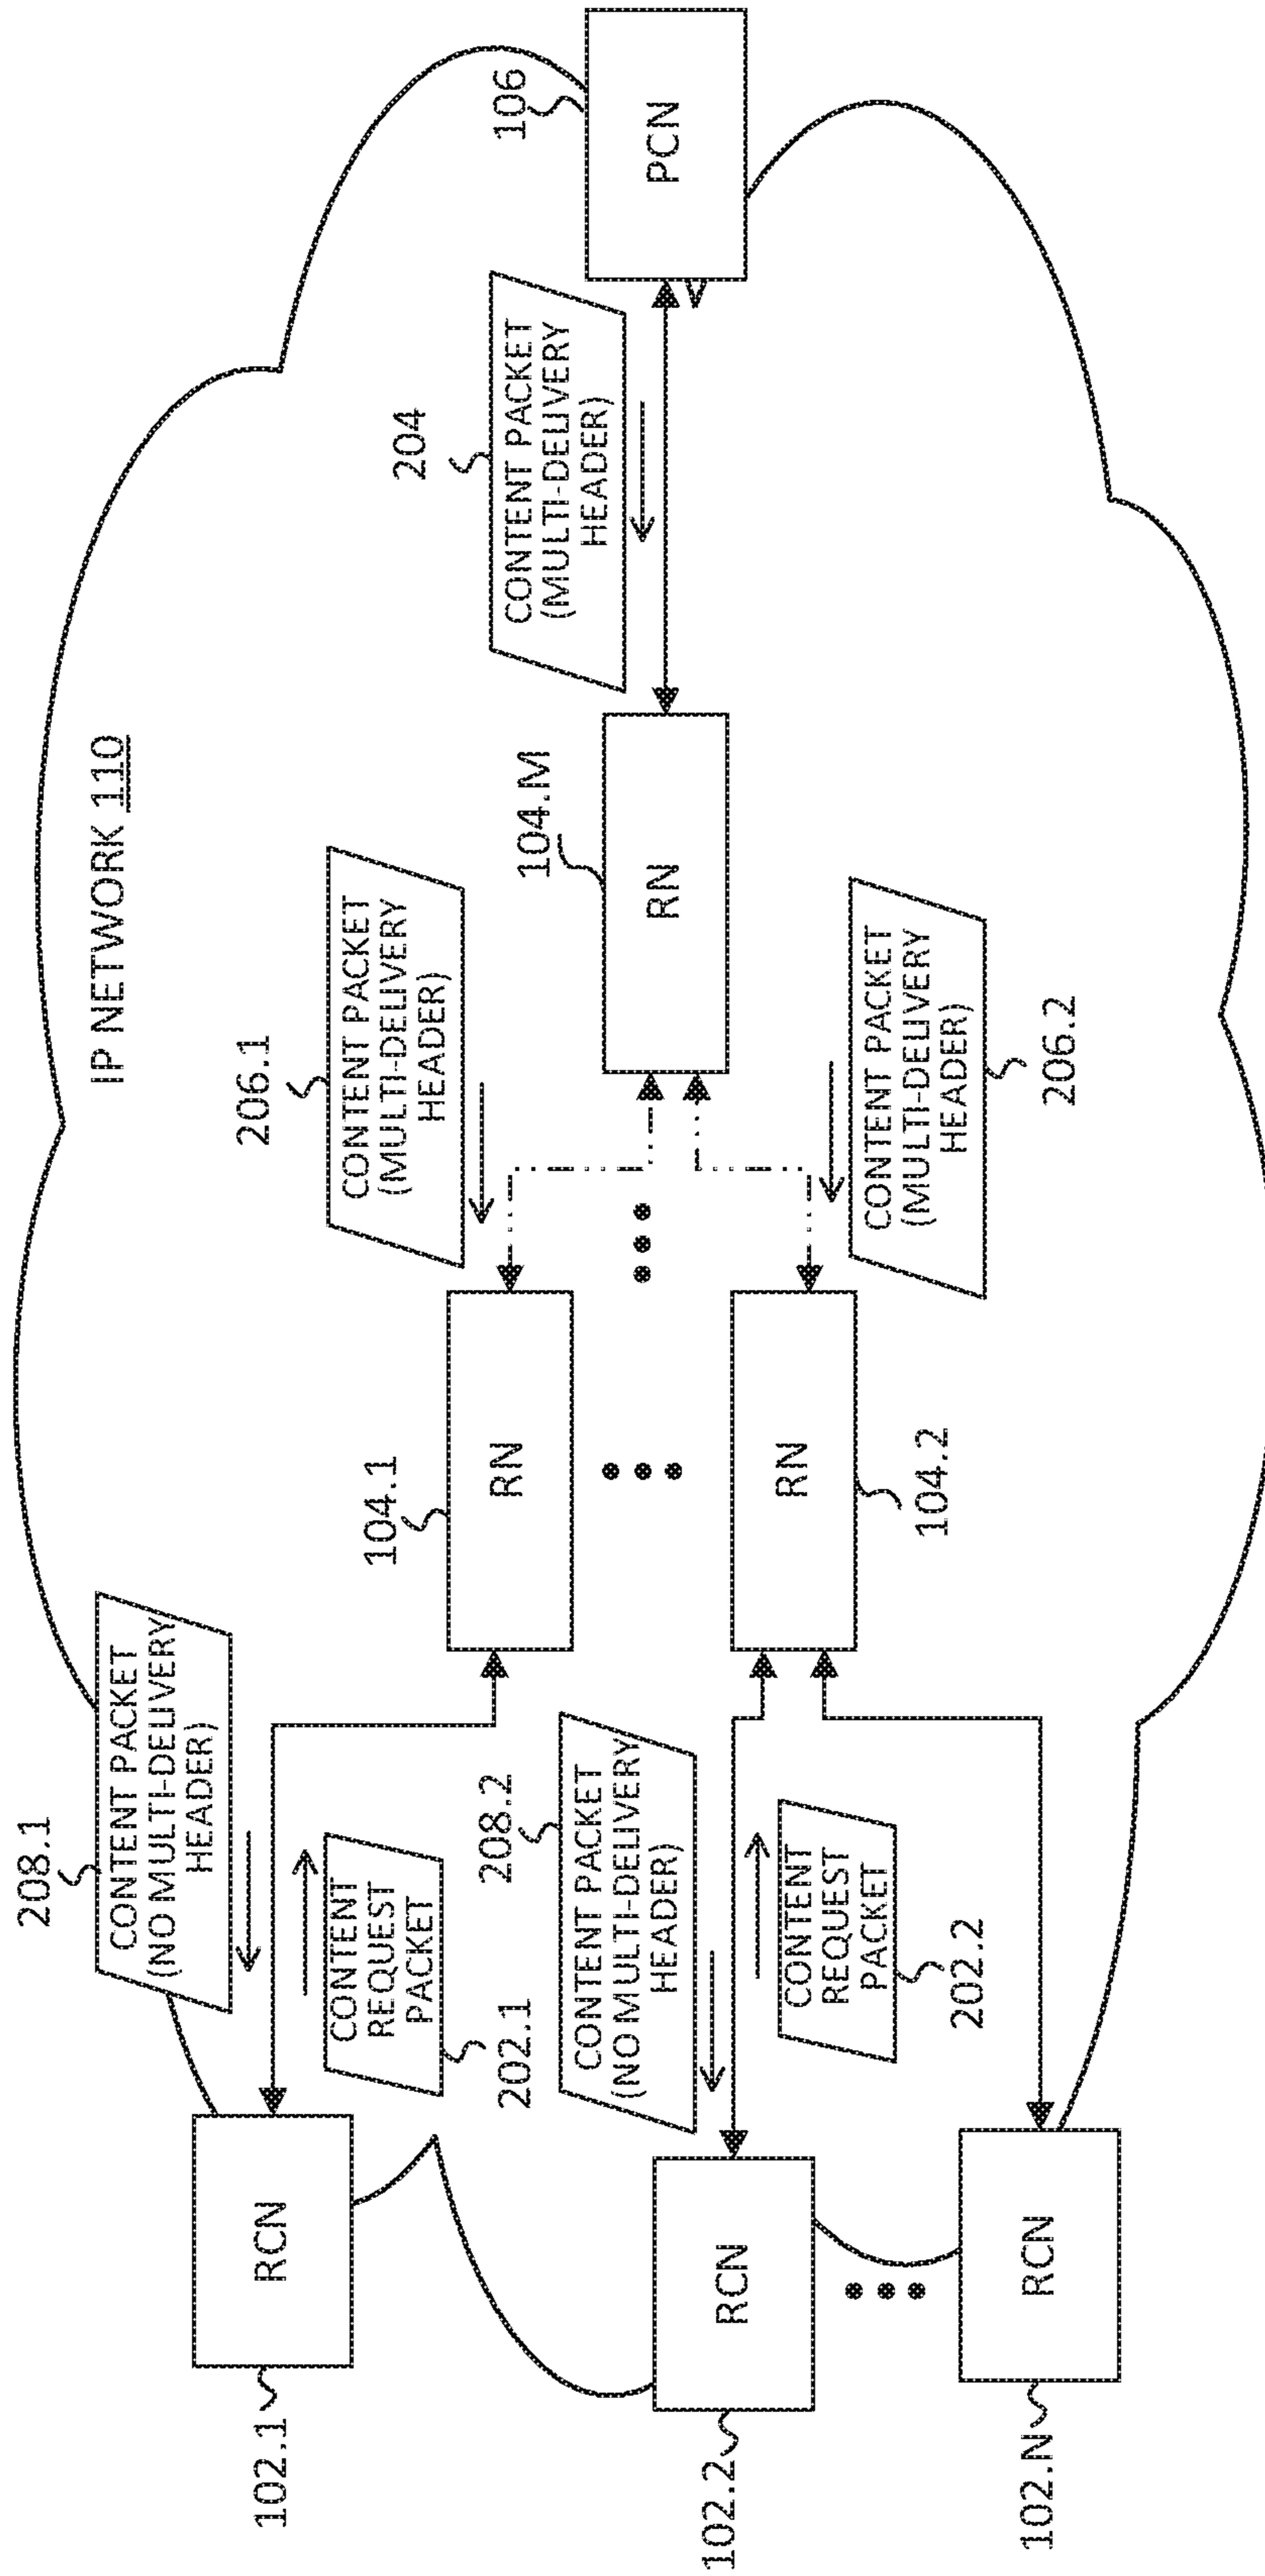 IP NETWORK 110
208.1
CONTENT PACKET
(NO MULTI-DELIVERY
HEADER)
206.1
CONTENT PACKET
(MULTI-DELIVERY
HEADER)
204
CONTENT PACKET
(MULTI-DELIVERY
HEADER)
106
PCN
102.1
RCN
CONTENT
REQUEST
PACKET
202.1
104.1
RN
104.M
RN
208.2
CONTENT PACKET
(NO MULTI-DELIVERY
HEADER)
102.2
RCN
CONTENT
REQUEST
PACKET
202.2
RN
104.2
CONTENT PACKET
(MULTI-DELIVERY
HEADER)
206.2
102.N
RCN